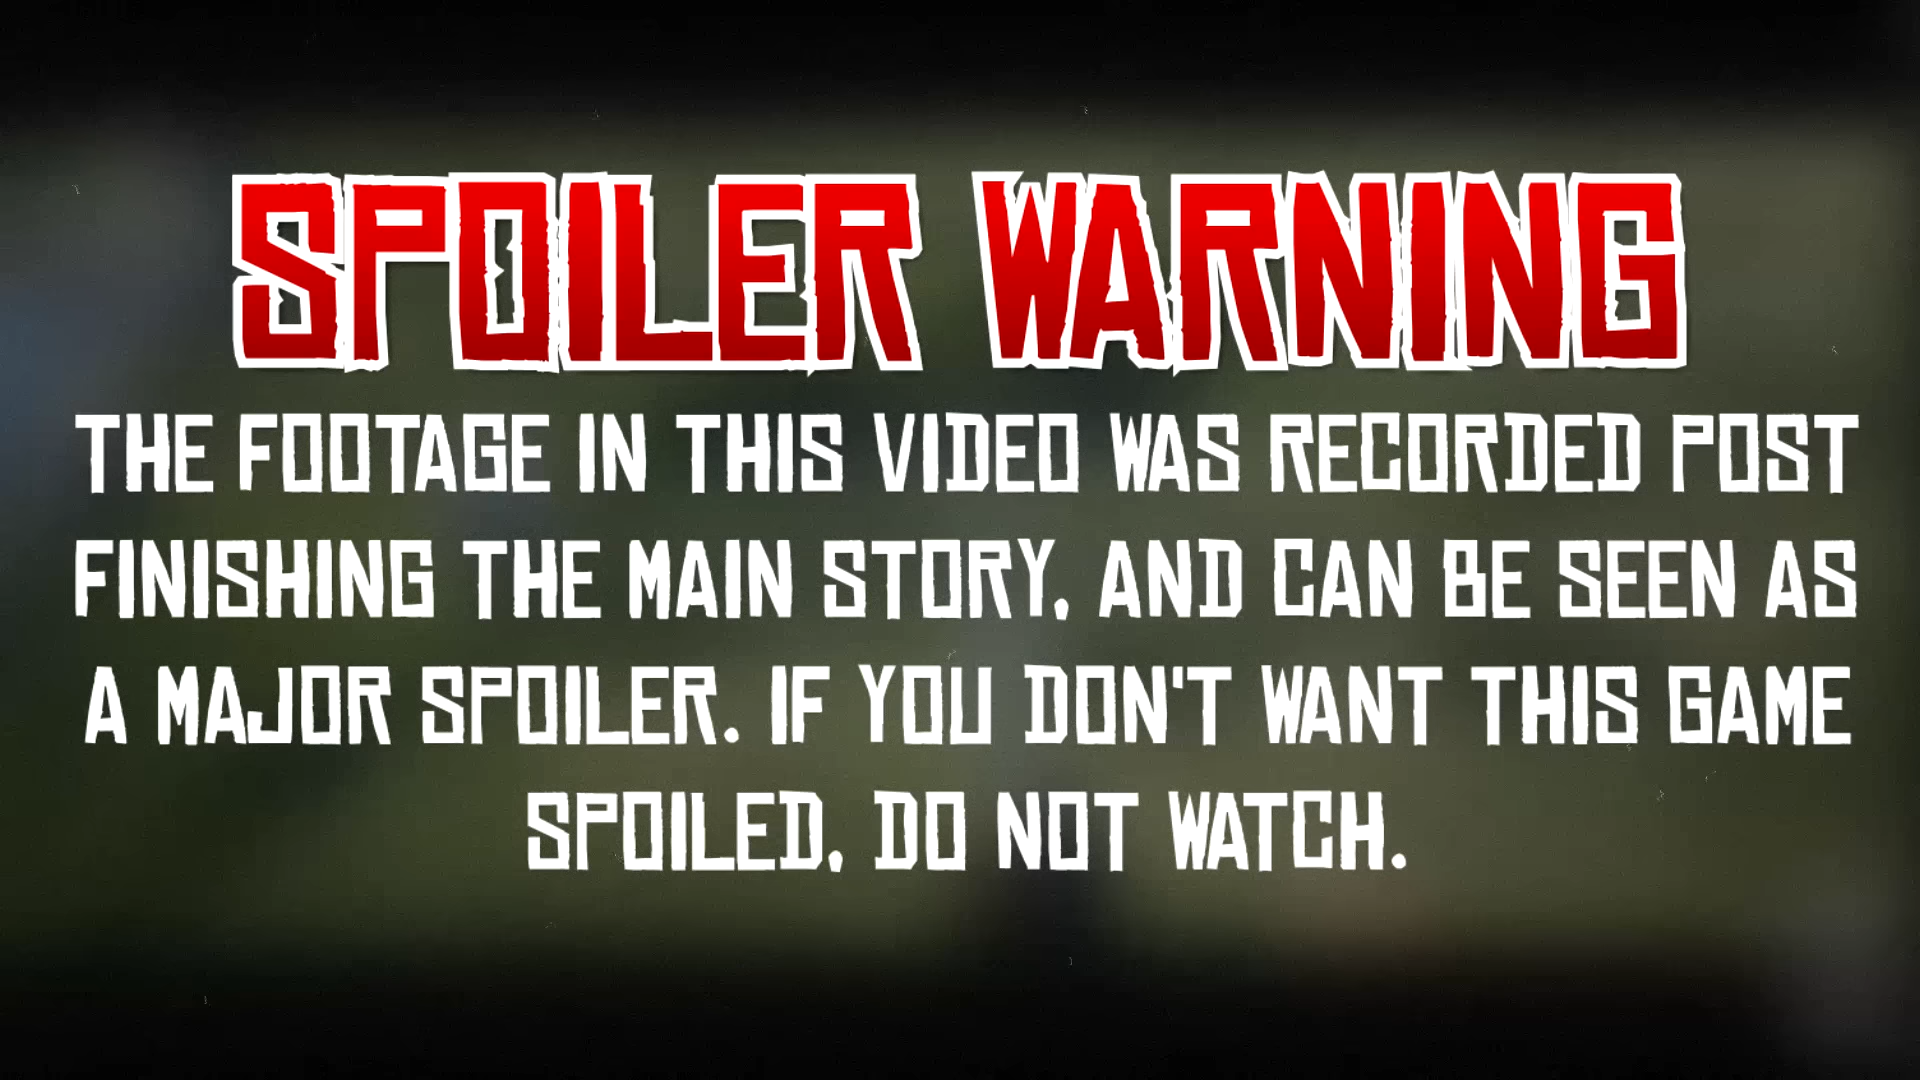 SPOILER WARNING
THE FOOTAGE IN THIS VIDEO WAS RECORDED POST
FINISHING THE MAIN STORY, AND CAN BE SEEN AS
A MAJOR SPOILER. IF YOU DON'T WANT THIS GAME
SPOILED, DO NOT WATCH.